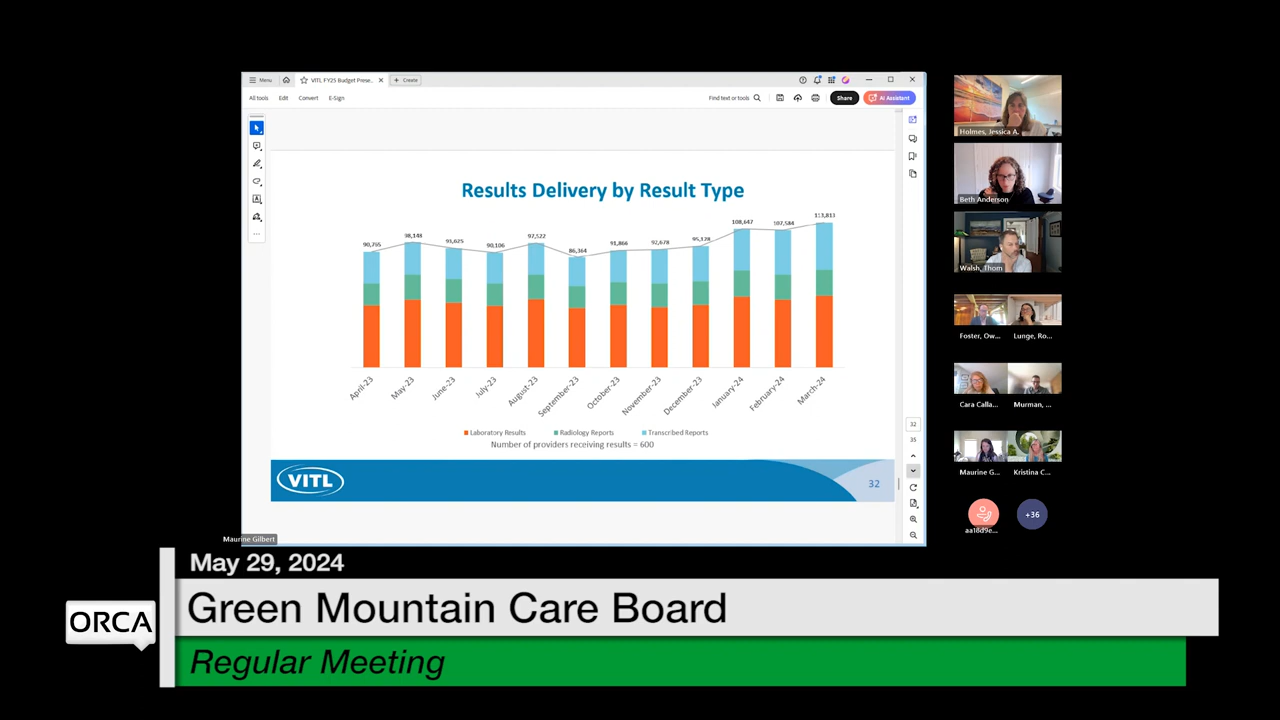 Menu
VITL FY25 Budget Prese...
Create
All tools
Edit
Convert
E-Sign
Find text or tools
Share
AI Assistant
Results Delivery by Result Type
90,755
98,148
93,625
90,106
97,522
86,364
91,866
92,678
95,128
108,647
107,584
113,813
April-23
May-23
June-23
July-23
August-23
September-23
October-23
November-23
December-23
January-24
February-24
March-24
Laboratory Results
Radiology Reports
Transcribed Reports
Number of providers receiving results = 600
VITL
32
32
35
Maurine Gilbert
Holmes, Jessica A.
Beth Anderson
Walsh, Thom
Foster, Ow...
Lunge, Ro...
Cara Calla...
Murman, ...
Maurine G...
Kristina C...
aa18d9e...
+36
May 29, 2024
ORCA
Green Mountain Care Board
Regular Meeting